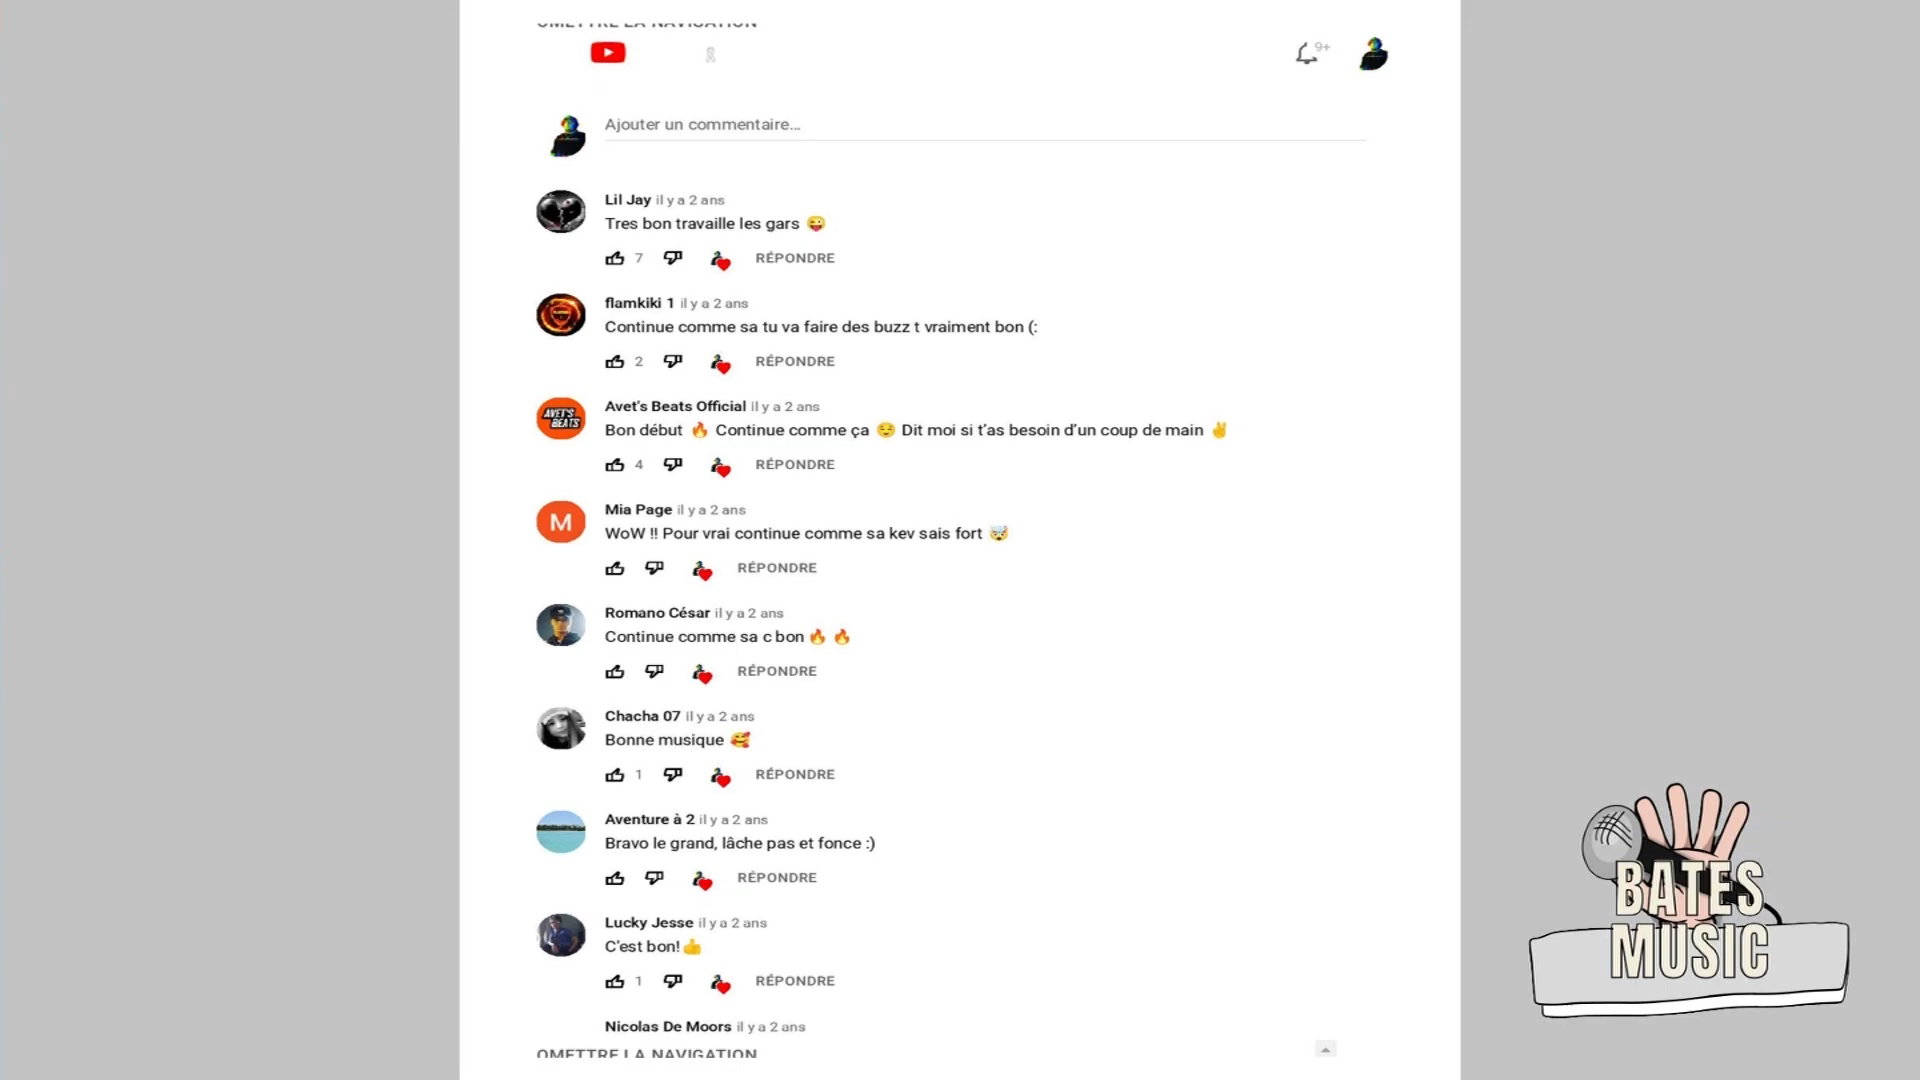 OMETTRE LA NAVIGATION
9+
Ajouter un commentaire...
Lil Jay il y a 2 ans
Tres bon travaille les gars 😜
7 RÉPONDRE
flamkiki 1 il y a 2 ans
Continue comme sa tu va faire des buzz t vraiment bon (:
2 RÉPONDRE
AVET'S BEATS
Avet's Beats Official il y a 2 ans
Bon début 🔥 Continue comme ça 😌 Dit moi si t'as besoin d'un coup de main ✌
4 RÉPONDRE
M
Mia Page il y a 2 ans
WoW !! Pour vrai continue comme sa kev sais fort 🤯
RÉPONDRE
Romano César il y a 2 ans
Continue comme sa c bon 🔥 🔥
RÉPONDRE
Chacha 07 il y a 2 ans
Bonne musique 🥰
1 RÉPONDRE
Aventure à 2 il y a 2 ans
Bravo le grand, lâche pas et fonce :)
RÉPONDRE
Lucky Jesse il y a 2 ans
C'est bon! 👍
1 RÉPONDRE
Nicolas De Moors il y a 2 ans
OMETTRE LA NAVIGATION
BATES
MUSIC